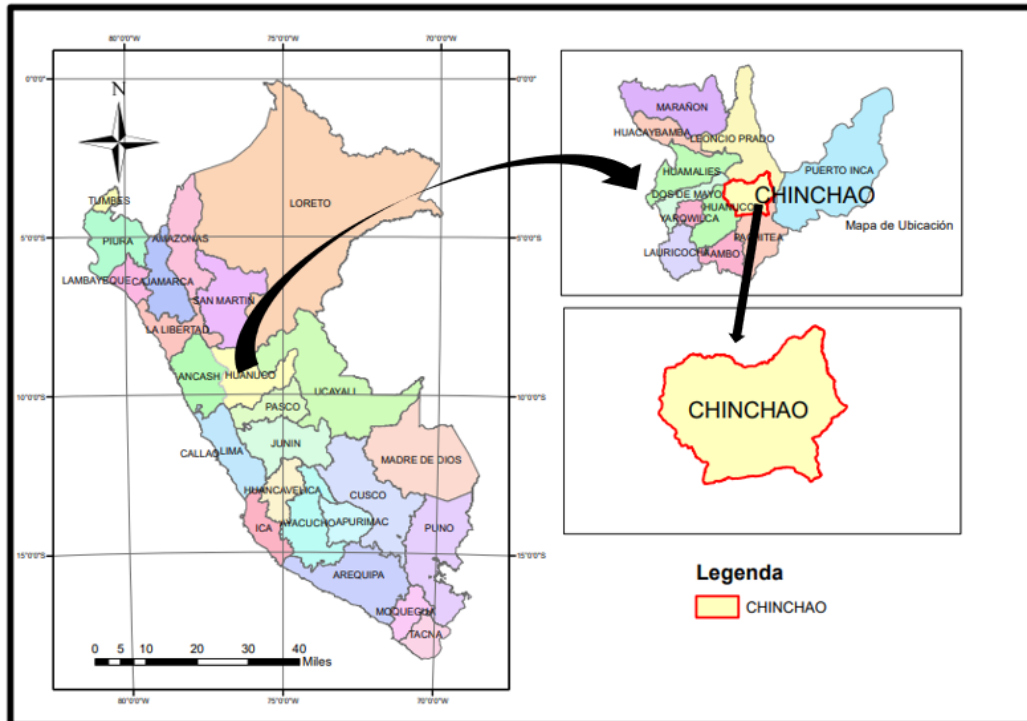 80°0'0"W 75°0'0"W 70°0'0"W
0°0'0" 0°0'0"
N
TUMBES
LORETO
5°0'0"S 5°0'0"S
PIURA
AMAZONAS
LAMBAYEQUE
CAJAMARCA
SAN MARTIN
LA LIBERTAD
ANCASH
HUANUCO
UCAYALI
10°0'0"S 10°0'0"S
PASCO
JUNIN
CALLAO
LIMA
MADRE DE DIOS
HUANCAVELICA
CUSCO
ICA
AYACUCHO
APURIMAC
PUNO
15°0'0"S 15°0'0"S
AREQUIPA
MOQUEGUA
TACNA
0 5 10 20 30 40
Miles
80°0'0"W 75°0'0"W 70°0'0"W
MARAÑON
HUACAYBAMBA
LEONCIO PRADO
PUERTO INCA
HUAMALIES
DOS DE MAYO
CHINCHAO
HUANUCO
YAROWILCA
Mapa de Ubicación
PACHITEA
LAURICOCHA
AMBO
CHINCHAO
Legenda
CHINCHAO